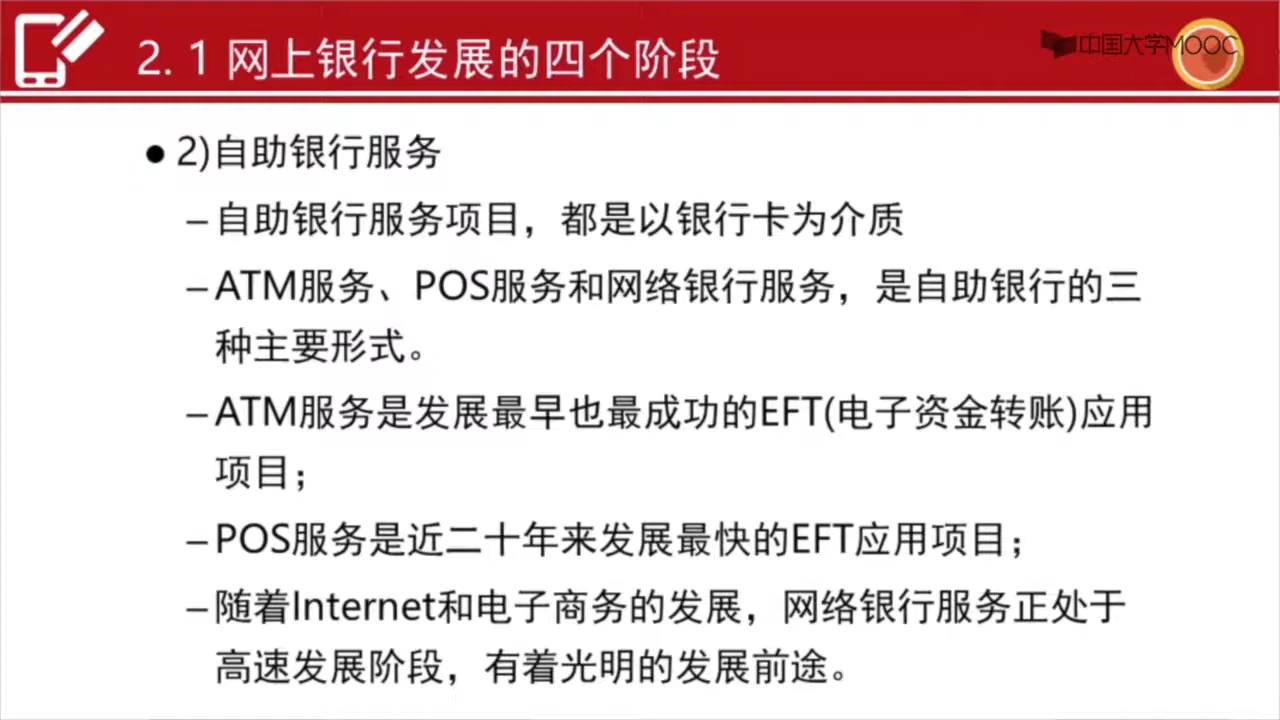 2. 1 网上银行发展的四个阶段
中国大学MOOC
● 2)自助银行服务
–自助银行服务项目，都是以银行卡为介质
–ATM服务、POS服务和网络银行服务，是自助银行的三
种主要形式。
–ATM服务是发展最早也最成功的EFT(电子资金转账)应用
项目；
–POS服务是近二十年来发展最快的EFT应用项目；
–随着Internet和电子商务的发展，网络银行服务正处于
高速发展阶段，有着光明的发展前途。